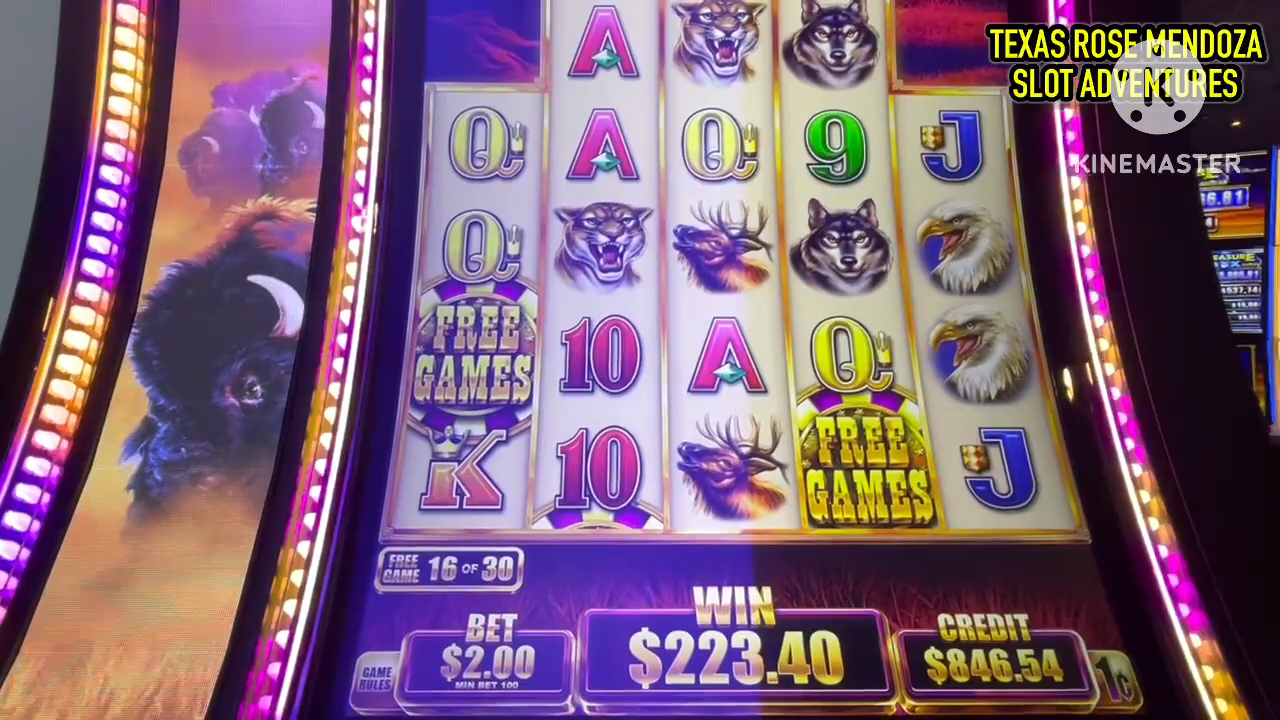 TEXAS ROSE MENDOZA
SLOT ADVENTURES
KINEMASTER
A
Q A Q 9 J
Q
FREE
GAMES
10 A Q
K 10 J
FREE
GAMES
FREE
GAME 16 OF 30
BET
$2.00
MIN BET 100
WIN
$223.40
CREDIT
$846.54
GAME
RULES
1¢